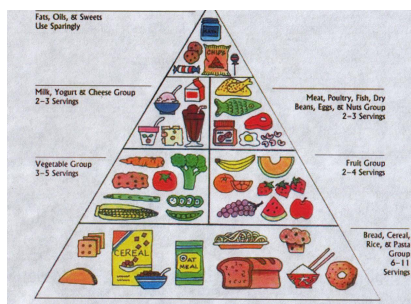 Fats, Oils, & Sweets
Use Sparingly
CHIPS
Milk, Yogurt & Cheese Group
2-3 Servings
Meat, Poultry, Fish, Dry
Beans, Eggs, & Nuts Group
2-3 Servings
Vegetable Group
3-5 Servings
Fruit Group
2-4 Servings
Bread, Cereal,
Rice, & Pasta
Group
6-11
Servings
CEREAL
OAT
MEAL